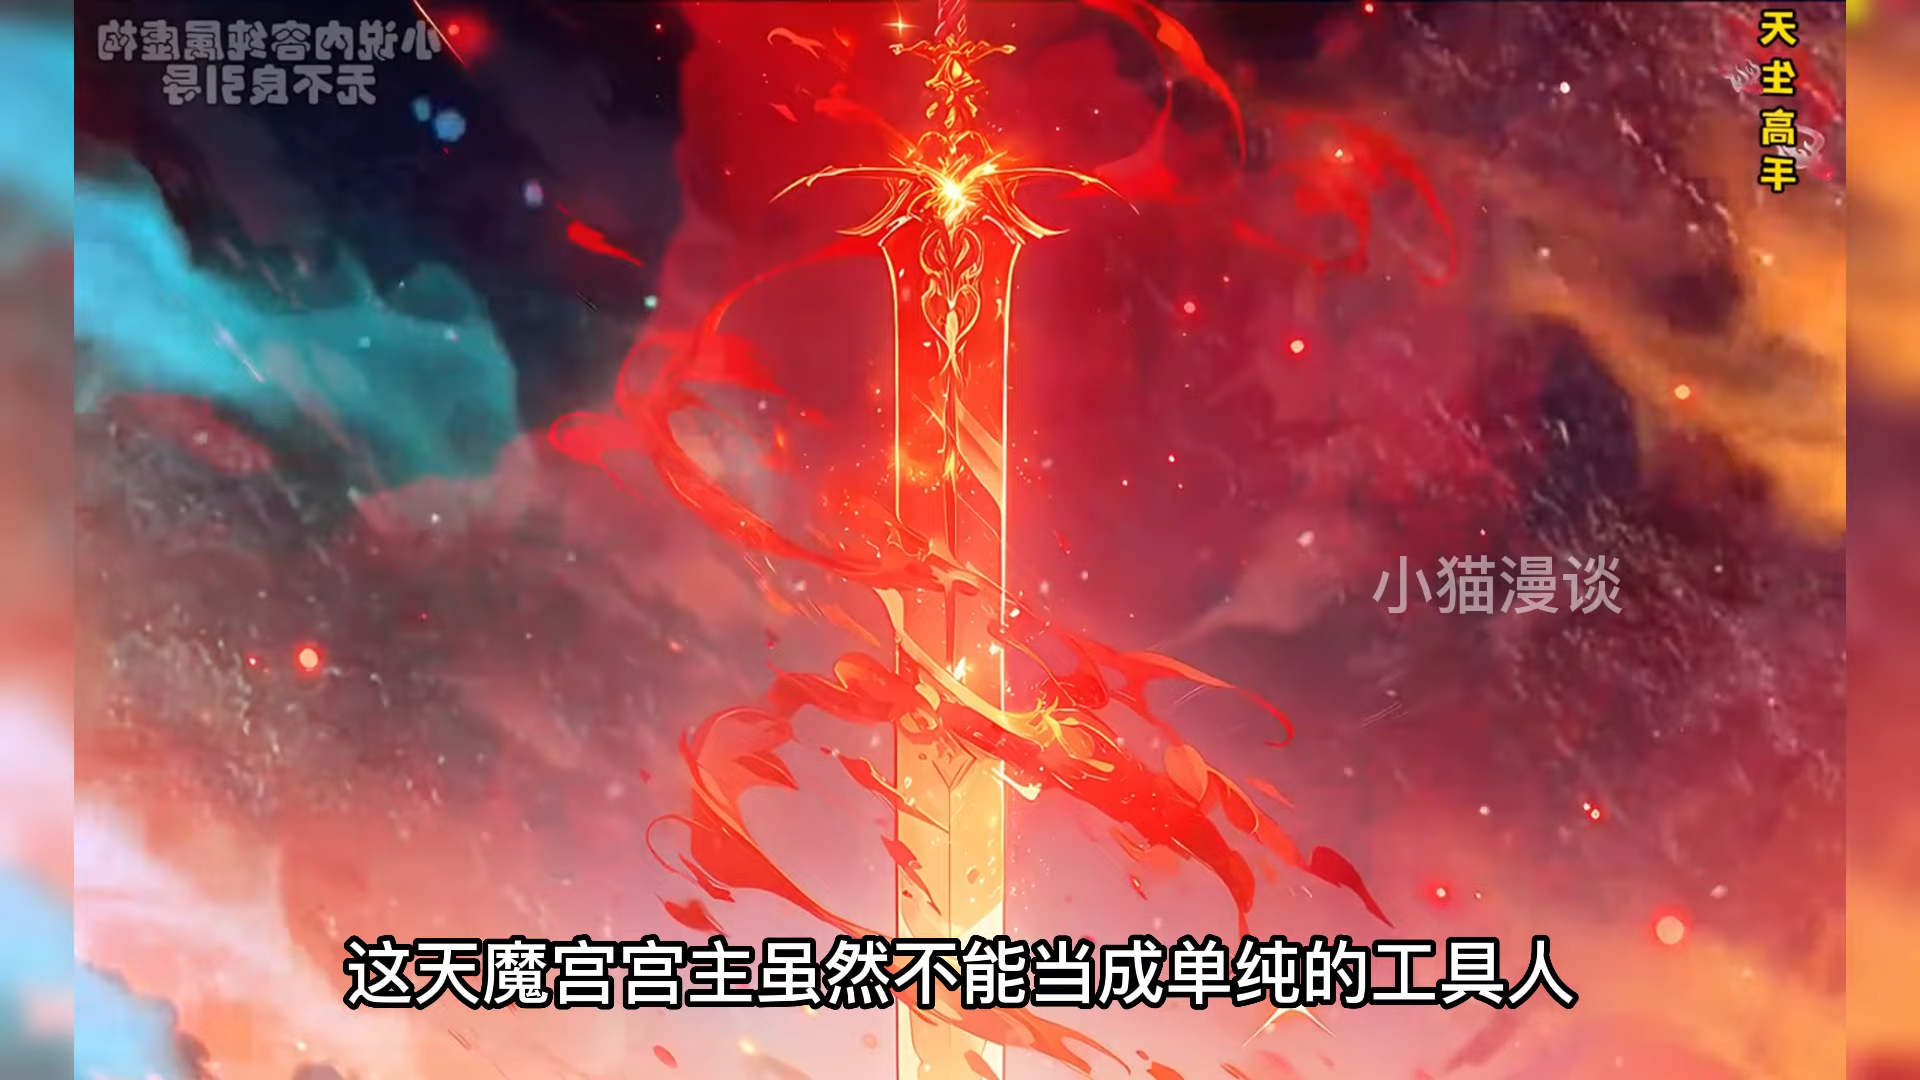 小说内容纯属虚构
无不良引导
天生高手
小猫漫谈
这天魔宫宫主虽然不能当成单纯的工具人